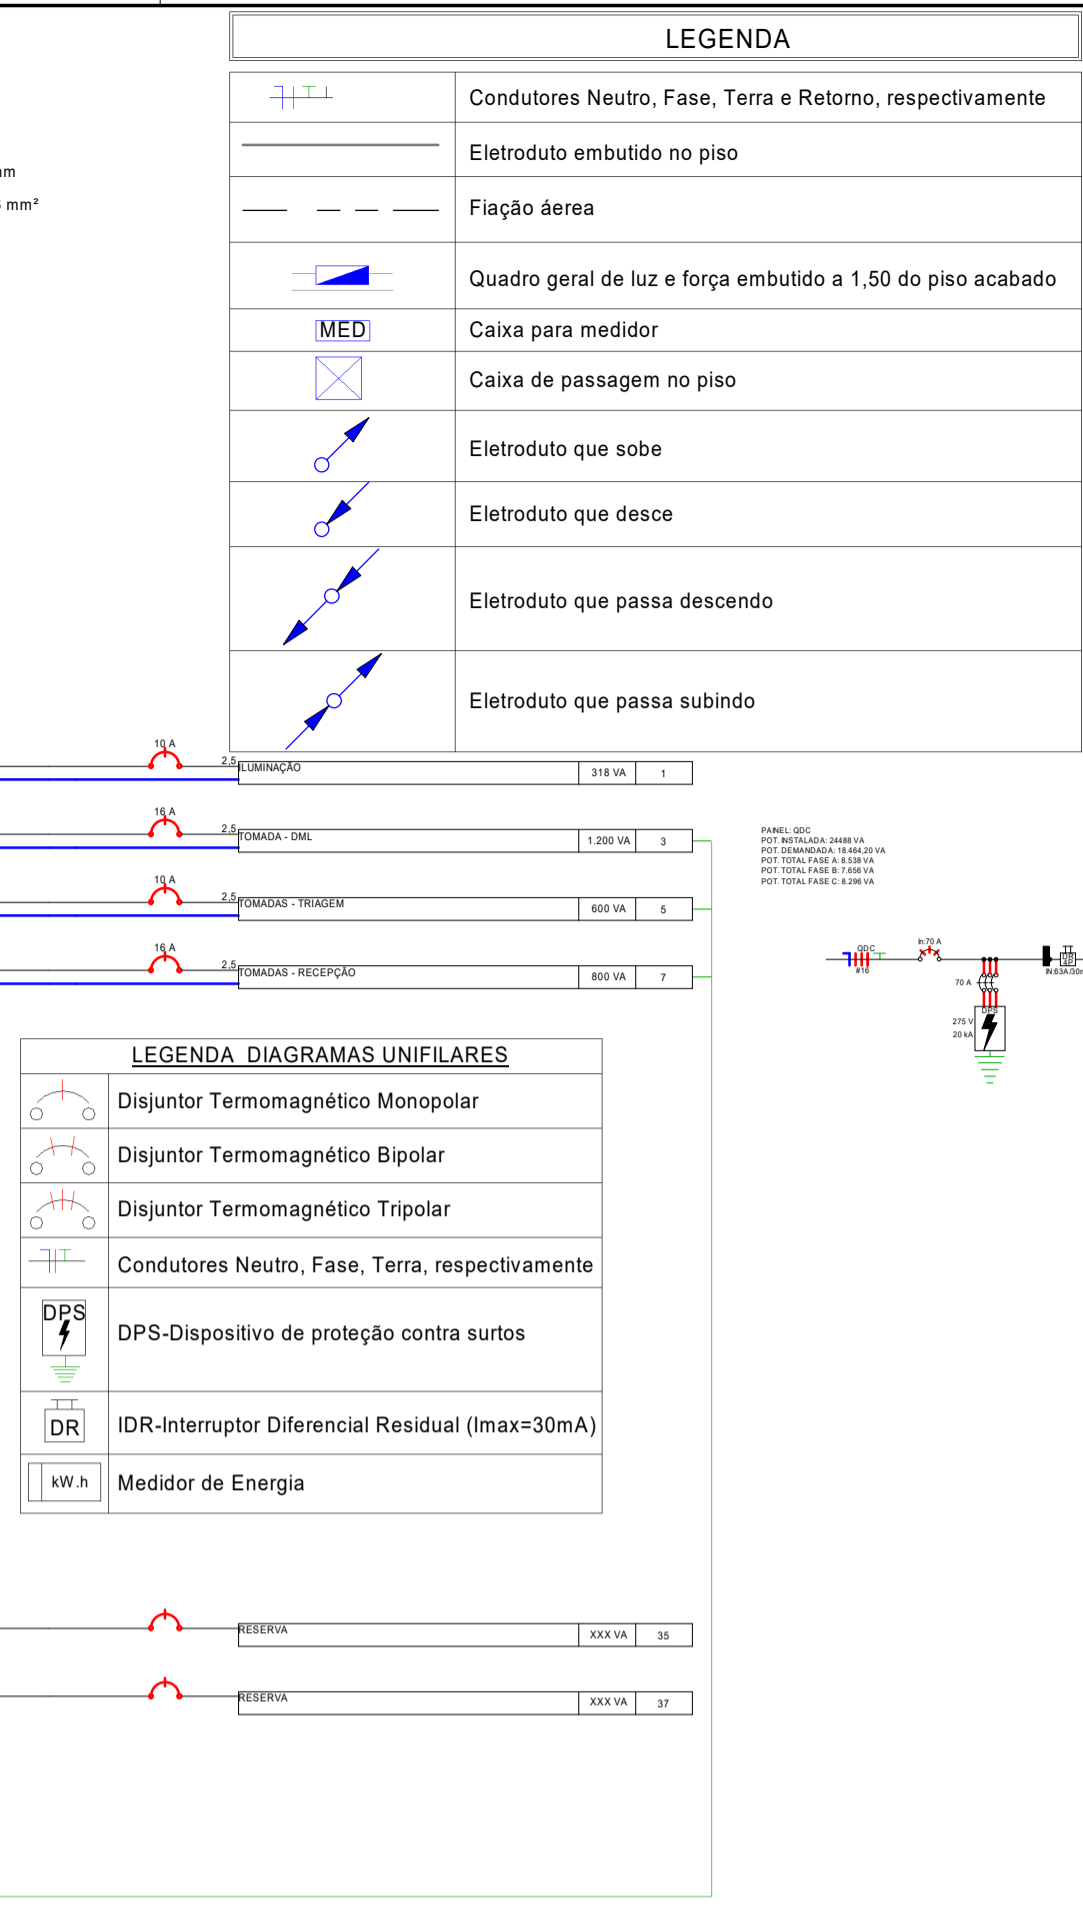 LEGENDA
Condutores Neutro, Fase, Terra e Retorno, respectivamente
Eletroduto embutido no piso
mm²
Fiação áerea
Quadro geral de luz e força embutido a 1,50 do piso acabado
MED
Caixa para medidor
Caixa de passagem no piso
Eletroduto que sobe
Eletroduto que desce
Eletroduto que passa descendo
Eletroduto que passa subindo
10 A
2,5
ILUMINAÇÃO
318 VA
1
16 A
2,5
TOMADA - DML
1.200 VA
3
10 A
2,5
TOMADAS - TRIAGEM
600 VA
5
16 A
2,5
TOMADAS - RECEPÇÃO
800 VA
7
PAINEL: QDC
POT. INSTALADA: 24488 VA
POT. DEMANDADA: 18.464,20 VA
POT. TOTAL FASE A: 8.538 VA
POT. TOTAL FASE B: 7.656 VA
POT. TOTAL FASE C: 8.296 VA
QDC
#16
In:70 A
70 A
DPS
275 V
20 kA
DR
4P
IN:63A/30m
LEGENDA DIAGRAMAS UNIFILARES
Disjuntor Termomagnético Monopolar
Disjuntor Termomagnético Bipolar
Disjuntor Termomagnético Tripolar
Condutores Neutro, Fase, Terra, respectivamente
DPS
DPS-Dispositivo de proteção contra surtos
DR
IDR-Interruptor Diferencial Residual (Imax=30mA)
kW.h
Medidor de Energia
RESERVA
XXX VA
35
RESERVA
XXX VA
37